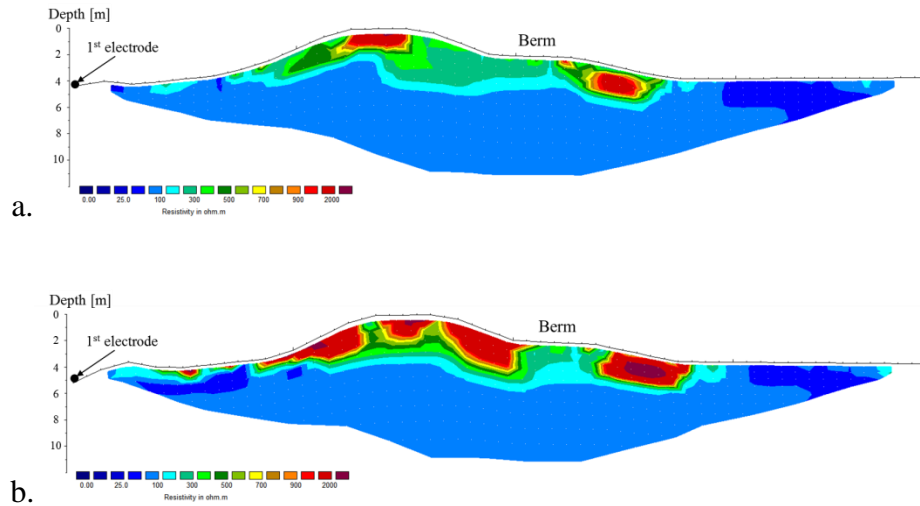 Depth [m]
1st electrode
Berm
0
2
4
6
8
10
0.00 25.0 100 300 500 700 900 2000
Resistivity in ohm.m
a.
Depth [m]
1st electrode
Berm
0
2
4
6
8
10
0.00 25.0 100 300 500 700 900 2000
Resistivity in ohm.m
b.